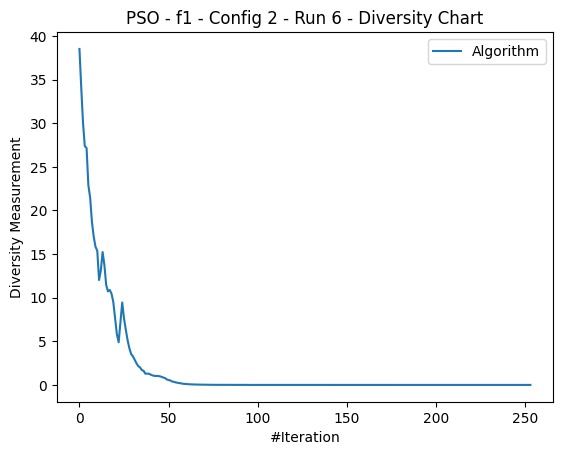 PSO - f1 - Config 2 - Run 6 - Diversity Chart
Algorithm
Diversity Measurement
40
35
30
25
20
15
10
5
0
0 50 100 150 200 250
#Iteration